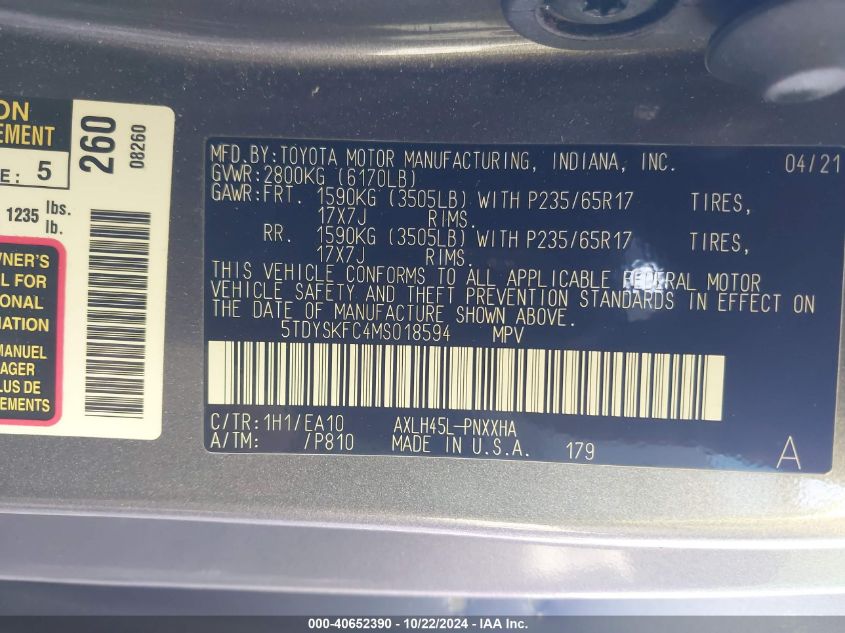 ION
EMENT
E: 5
1235 lbs.
lb.
WNER'S
L FOR
IONAL
MATION
MANUEL
AGER
LUS DE
EMENTS
260
08260
MFD.BY:TOYOTA MOTOR MANUFACTURING, INDIANA, INC. 04/21
GVWR:2800KG (6170LB)
GAWR:FRT. 1590KG (3505LB) WITH P235/65R17 TIRES,
17X7J RIMS.
RR. 1590KG (3505LB) WITH P235/65R17 TIRES,
17X7J RIMS.
THIS VEHICLE CONFORMS TO ALL APPLICABLE FEDERAL MOTOR
VEHICLE SAFETY AND THEFT PREVENTION STANDARDS IN EFFECT ON
THE DATE OF MANUFACTURE SHOWN ABOVE.
5TDYSKFC4MS018594 MPV
C/TR:1H1/EA10 AXLH45L-PNXXHA
A/TM: /P810 MADE IN U.S.A. 179 A
000-40652390 - 10/22/2024 - IAA Inc.